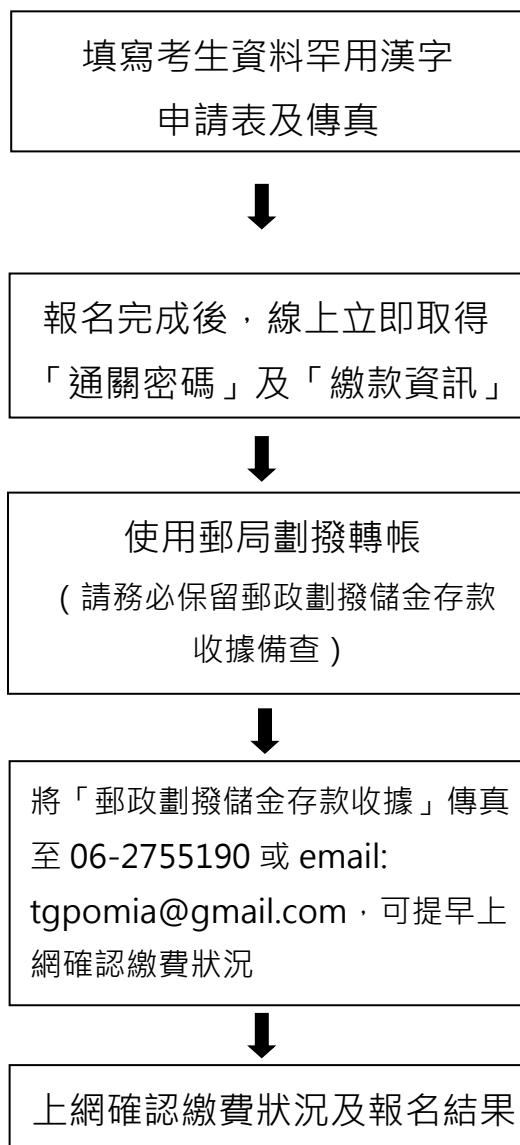 填寫考生資料罕用漢字
申請表及傳真
報名完成後，線上立即取得
「通關密碼」及「繳款資訊」
使用郵局劃撥轉帳
（請務必保留郵政劃撥儲金存款
收據備查）
將「郵政劃撥儲金存款收據」傳真
至 06-2755190 或 email:
tgpomia@gmail.com，可提早上
網確認繳費狀況
上網確認繳費狀況及報名結果